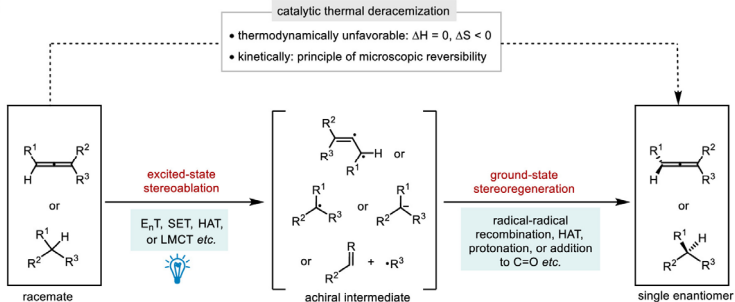 catalytic thermal deracemization
• thermodynamically unfavorable: ΔH = 0, ΔS < 0
• kinetically: principle of microscopic reversibility
R¹ R²
H R³
or
R¹
H
R² R³
racemate
excited-state
stereoablation
EₙT, SET, HAT,
or LMCT etc.
R²
R³ H or
R¹
R¹ R¹
R² R³ or R² R³
or R¹ R² + •R³
achiral intermediate
ground-state
stereoregeneration
radical-radical
recombination, HAT,
protonation, or addition
to C=O etc.
R¹ R²
H R³
or
R¹ H
R² R³
single enantiomer